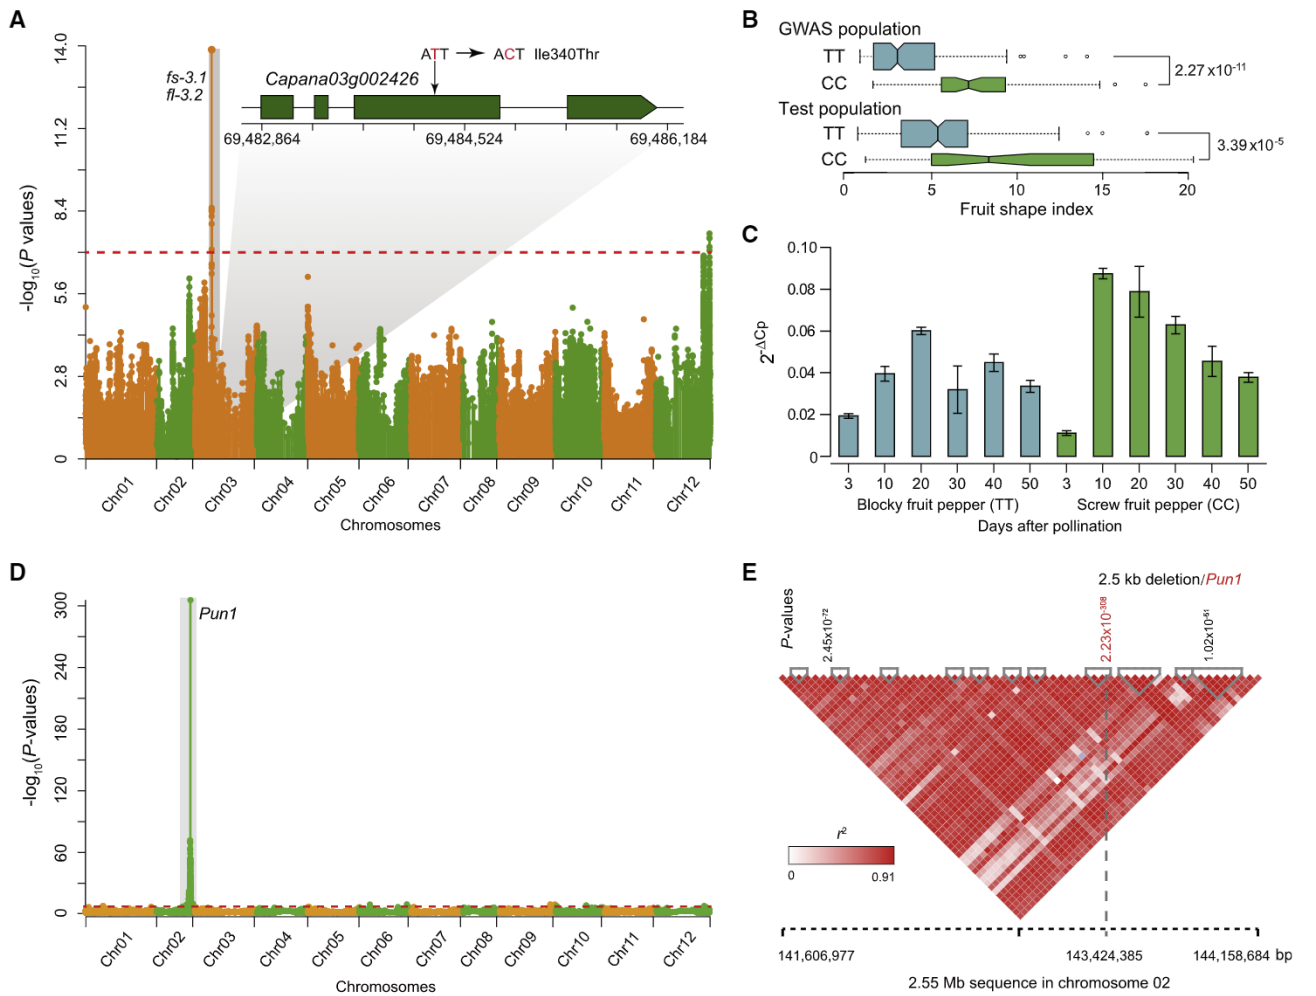 A
-log10(P values)
14.0
11.2
8.4
5.6
2.8
0
fs-3.1
fl-3.2
ATT → ACT Ile340Thr
Capana03g002426
69,482,864 69,484,524 69,486,184
Chr01 Chr02 Chr03 Chr04 Chr05 Chr06 Chr07 Chr08 Chr09 Chr10 Chr11 Chr12
Chromosomes
B
GWAS population
TT
CC
2.27x10-11
Test population
TT
CC
3.39x10-5
0 5 10 15 20
Fruit shape index
C
2-ΔCp
0.10
0.08
0.06
0.04
0.02
0
3 10 20 30 40 50 3 10 20 30 40 50
Blocky fruit pepper (TT) Screw fruit pepper (CC)
Days after pollination
D
-log10(P-values)
300
240
180
120
60
0
Pun1
Chr01 Chr02 Chr03 Chr04 Chr05 Chr06 Chr07 Chr08 Chr09 Chr10 Chr11 Chr12
Chromosomes
E
2.5 kb deletion/Pun1
P-values
2.45x10-72
2.23x10-308
1.02x10-61
r2
0 0.91
141,606,977 143,424,385 144,158,684 bp
2.55 Mb sequence in chromosome 02